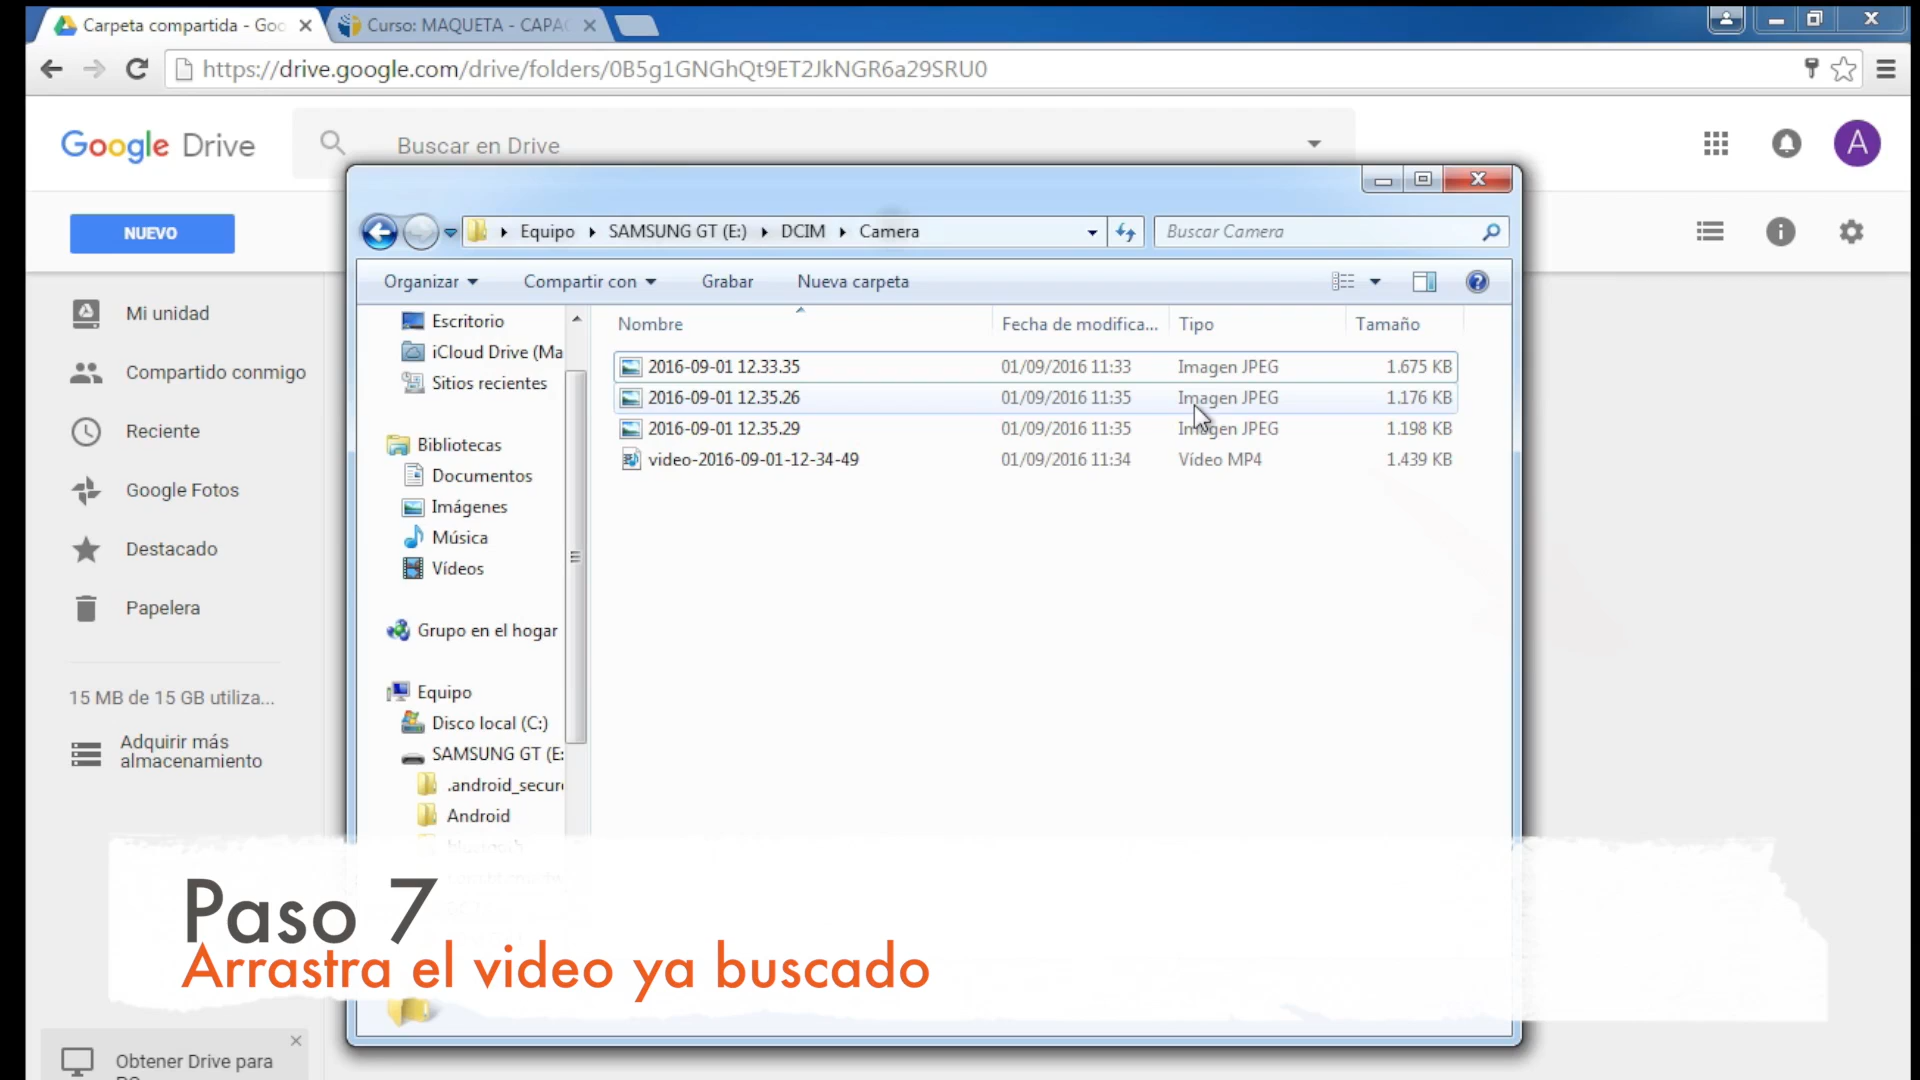 Carpeta compartida - Goo
Curso: MAQUETA - CAPAC
https://drive.google.com/drive/folders/0B5g1GNGhQt9ET2JkNGR6a29SRU0
Google Drive
Buscar en Drive
A
NUEVO
Mi unidad
Compartido conmigo
Reciente
Google Fotos
Destacado
Papelera
15 MB de 15 GB utiliza...
Adquirir más
almacenamiento
Obtener Drive para
Equipo
SAMSUNG GT (E:)
DCIM
Camera
Buscar Camera
Organizar
Compartir con
Grabar
Nueva carpeta
Escritorio
iCloud Drive (Ma
Sitios recientes
Bibliotecas
Documentos
Imágenes
Música
Vídeos
Grupo en el hogar
Equipo
Disco local (C:)
SAMSUNG GT (E:
.android_secure
Android
Nombre Fecha de modifica... Tipo Tamaño
2016-09-01 12.33.35 01/09/2016 11:33 Imagen JPEG 1.675 KB
2016-09-01 12.35.26 01/09/2016 11:35 Imagen JPEG 1.176 KB
2016-09-01 12.35.29 01/09/2016 11:35 Imagen JPEG 1.198 KB
video-2016-09-01-12-34-49 01/09/2016 11:34 Vídeo MP4 1.439 KB
Paso 7
Arrastra el video ya buscado